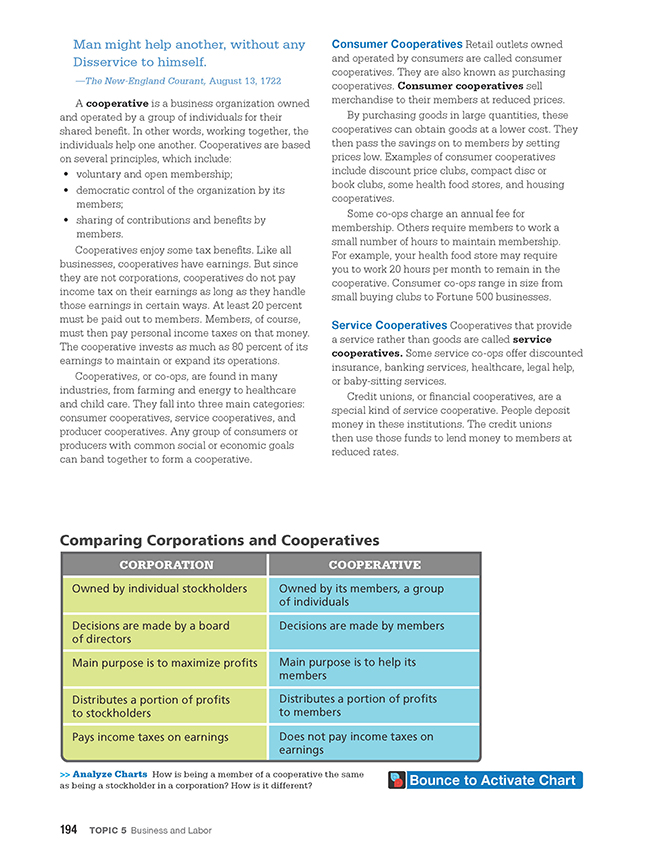 Man might help another, without any
Disservice to himself.
—The New-England Courant, August 13, 1722
A cooperative is a business organization owned
and operated by a group of individuals for their
shared benefit. In other words, working together, the
individuals help one another. Cooperatives are based
on several principles, which include:
• voluntary and open membership;
• democratic control of the organization by its
members;
• sharing of contributions and benefits by
members.
Cooperatives enjoy some tax benefits. Like all
businesses, cooperatives have earnings. But since
they are not corporations, cooperatives do not pay
income tax on their earnings as long as they handle
those earnings in certain ways. At least 20 percent
must be paid out to members. Members, of course,
must then pay personal income taxes on that money.
The cooperative invests as much as 80 percent of its
earnings to maintain or expand its operations.
Cooperatives, or co-ops, are found in many
industries, from farming and energy to healthcare
and child care. They fall into three main categories:
consumer cooperatives, service cooperatives, and
producer cooperatives. Any group of consumers or
producers with common social or economic goals
can band together to form a cooperative.
Consumer Cooperatives Retail outlets owned
and operated by consumers are called consumer
cooperatives. They are also known as purchasing
cooperatives. Consumer cooperatives sell
merchandise to their members at reduced prices.
By purchasing goods in large quantities, these
cooperatives can obtain goods at a lower cost. They
then pass the savings on to members by setting
prices low. Examples of consumer cooperatives
include discount price clubs, compact disc or
book clubs, some health food stores, and housing
cooperatives.
Some co-ops charge an annual fee for
membership. Others require members to work a
small number of hours to maintain membership.
For example, your health food store may require
you to work 20 hours per month to remain in the
cooperative. Consumer co-ops range in size from
small buying clubs to Fortune 500 businesses.
Service Cooperatives Cooperatives that provide
a service rather than goods are called service
cooperatives. Some service co-ops offer discounted
insurance, banking services, healthcare, legal help,
or baby-sitting services.
Credit unions, or financial cooperatives, are a
special kind of service cooperative. People deposit
money in these institutions. The credit unions
then use those funds to lend money to members at
reduced rates.
Comparing Corporations and Cooperatives
CORPORATION COOPERATIVE
Owned by individual stockholders Owned by its members, a group
of individuals
Decisions are made by a board Decisions are made by members
of directors
Main purpose is to maximize profits Main purpose is to help its
members
Distributes a portion of profits Distributes a portion of profits
to stockholders to members
Pays income taxes on earnings Does not pay income taxes on
earnings
>> Analyze Charts How is being a member of a cooperative the same
as being a stockholder in a corporation? How is it different?
Bounce to Activate Chart
194 TOPIC 5 Business and Labor